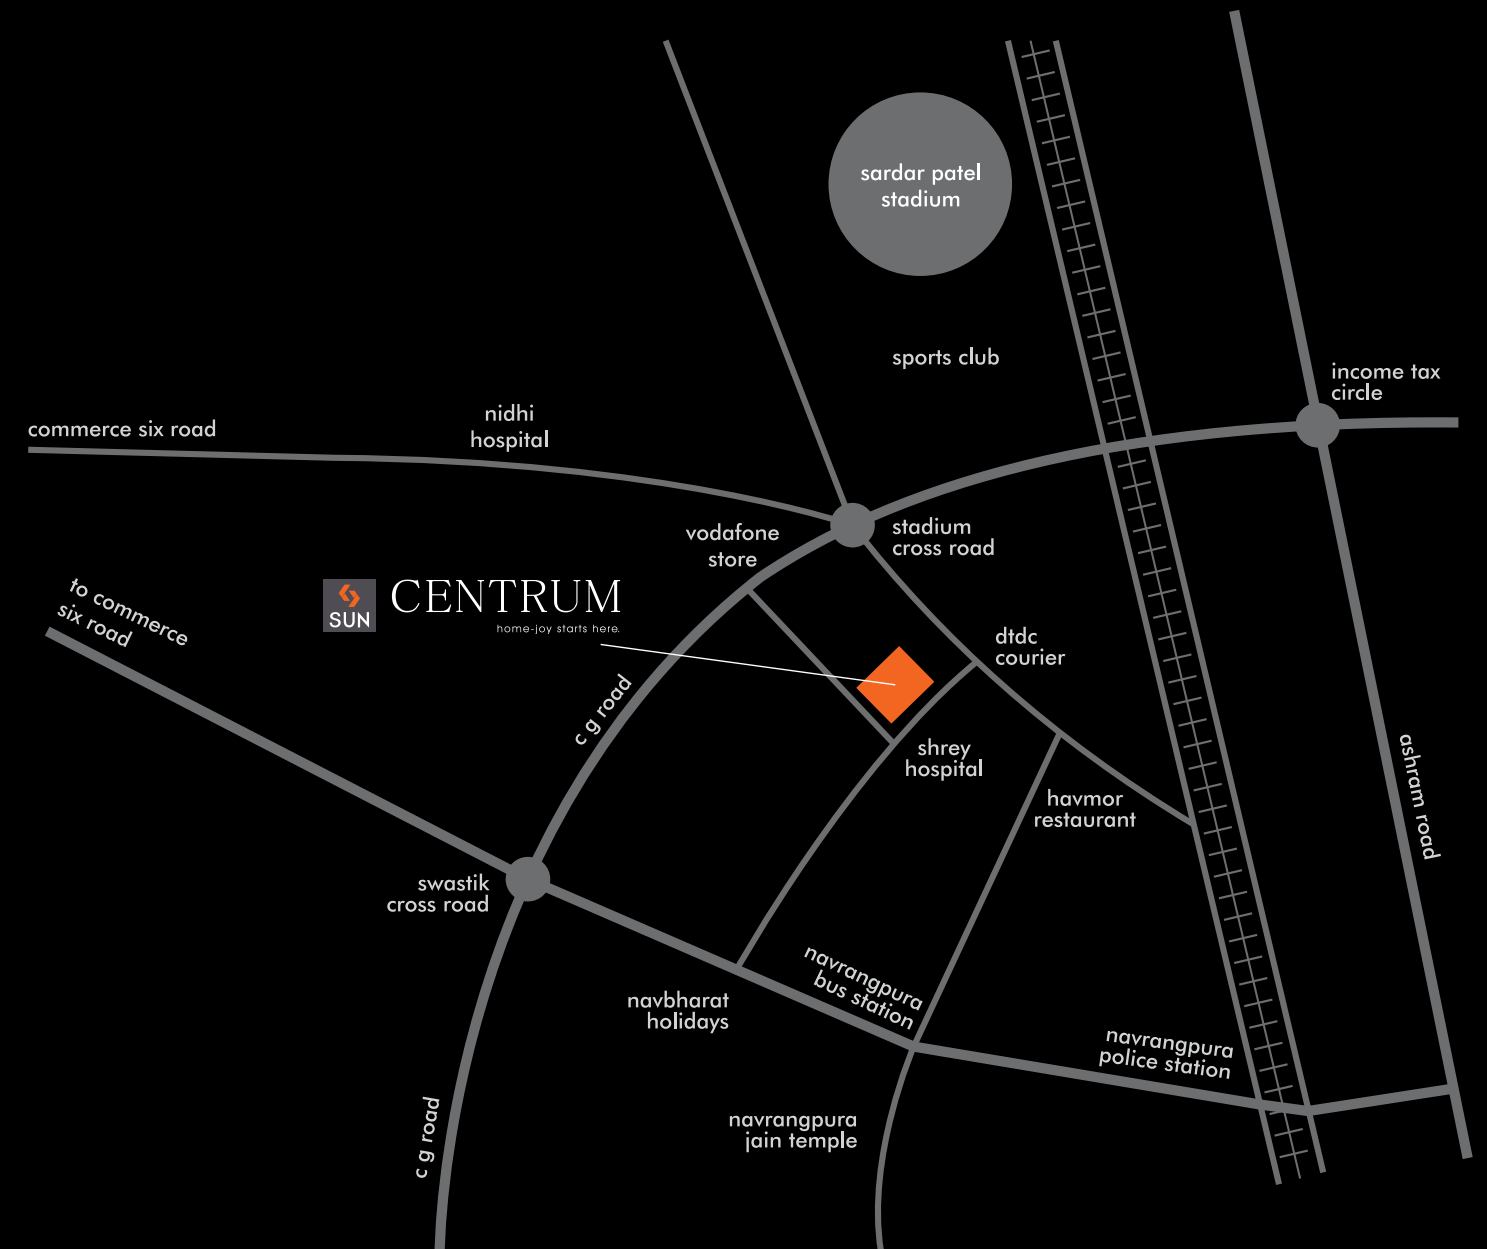 sardar patel
stadium
sports club
income tax
circle
nidhi
hospital
commerce six road
vodafone
store
stadium
cross road
to commerce
six road
SUN
CENTRUM
home-joy starts here.
dtdc
courier
c g road
shrey
hospital
havmor
restaurant
ashram road
swastik
cross road
navrangpura
bus station
navbharat
holidays
navrangpura
police station
c g road
navrangpura
jain temple